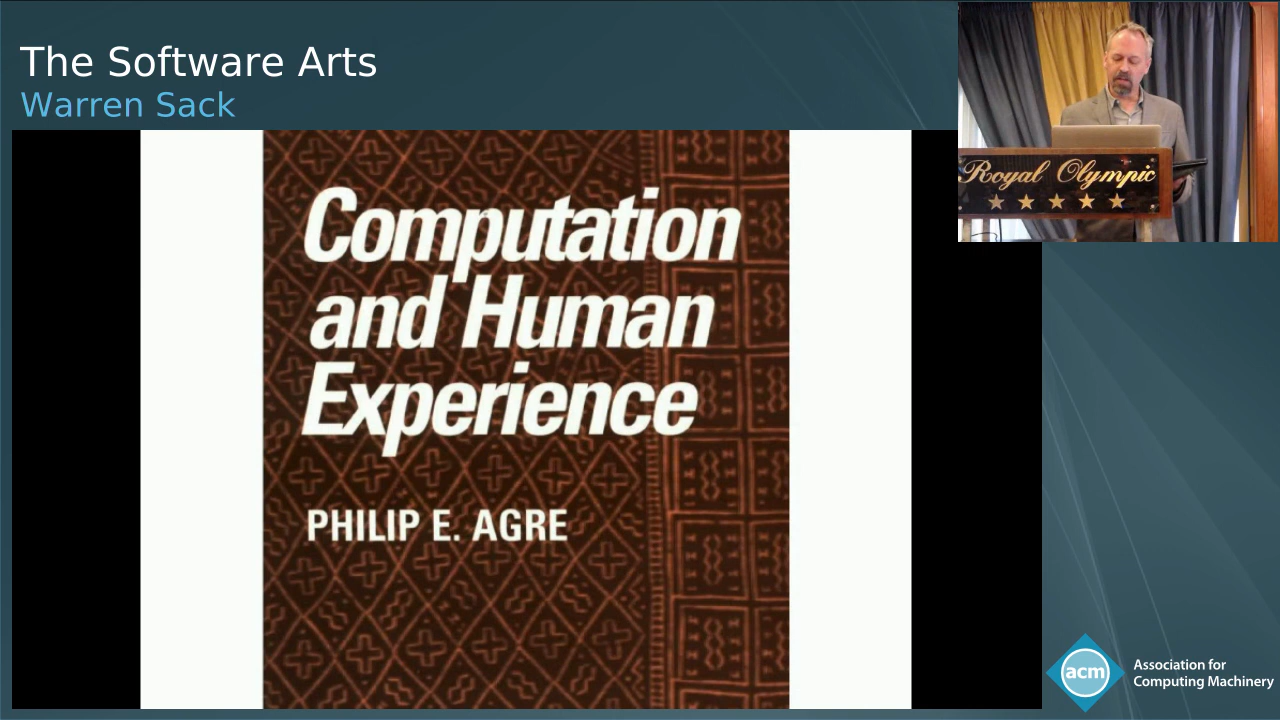 The Software Arts
Warren Sack
Royal Olympic
Computation
and Human
Experience
PHILIP E. AGRE
acm
Association for
Computing Machinery